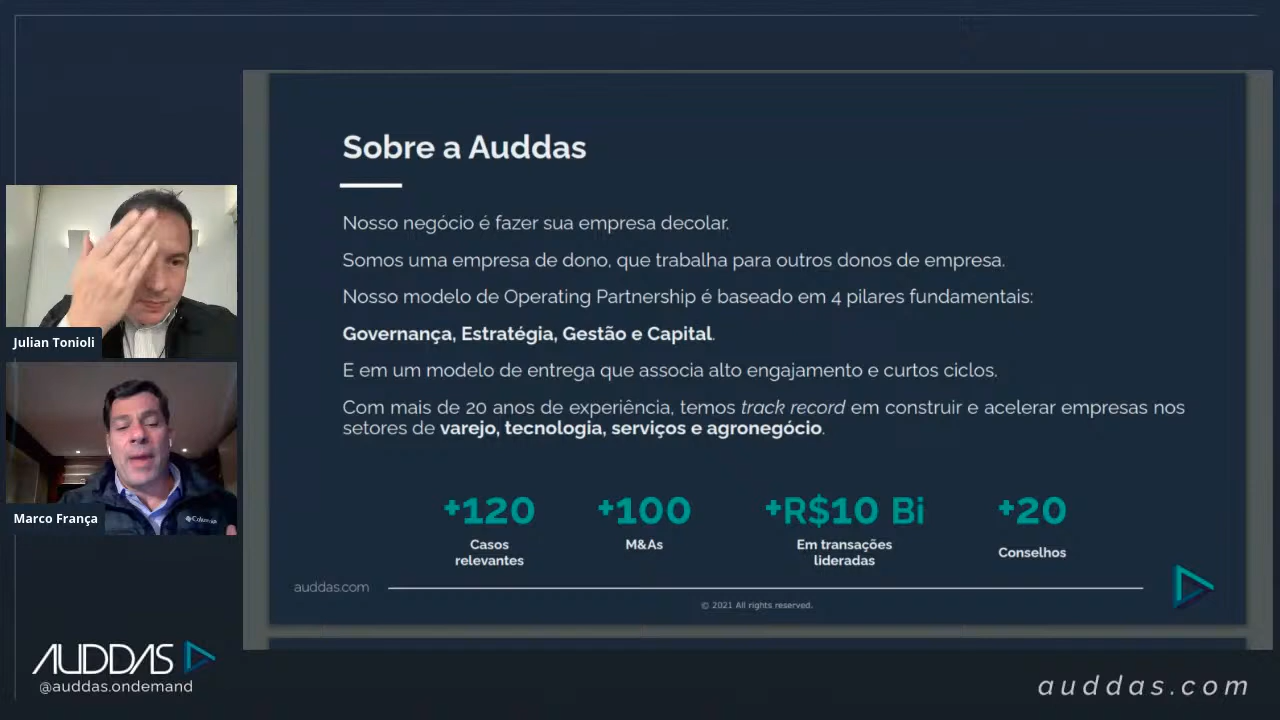 Sobre a Auddas
Nosso negócio é fazer sua empresa decolar.
Somos uma empresa de dono, que trabalha para outros donos de empresa.
Nosso modelo de Operating Partnership é baseado em 4 pilares fundamentais:
Governança, Estratégia, Gestão e Capital.
E em um modelo de entrega que associa alto engajamento e curtos ciclos.
Com mais de 20 anos de experiência, temos track record em construir e acelerar empresas nos
setores de varejo, tecnologia, serviços e agronegócio.
+120
Casos
relevantes
+100
M&As
+R$10 Bi
Em transações
lideradas
+20
Conselhos
auddas.com
© 2021 All rights reserved.
Julian Tonioli
Marco França
Columbia
AUDDAS
@auddas.ondemand
auddas.com